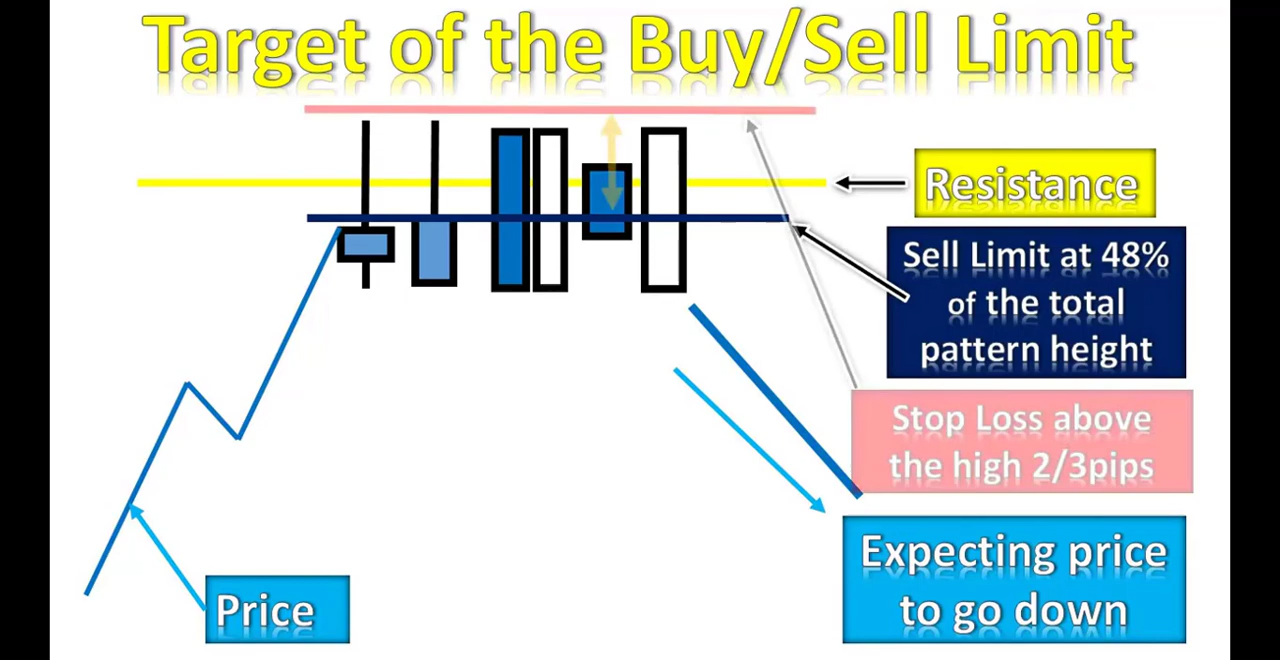 Target of the Buy/Sell Limit
Resistance
Sell Limit at 48%
of the total
pattern height
Stop Loss above
the high 2/3pips
Expecting price
to go down
Price